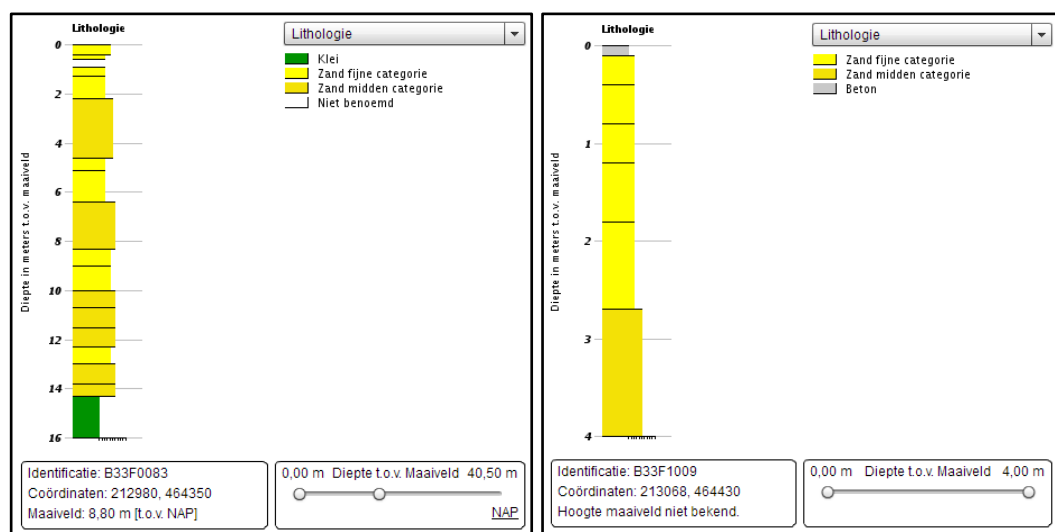 Lithologie
Lithologie
Klei
Zand fijne categorie
Zand midden categorie
Niet benoemd
Diepte in meters t.o.v. maaiveld
0
2
4
6
8
10
12
14
16
Identificatie: B33F0083
Coördinaten: 212980, 464350
Maaiveld: 8,80 m [t.o.v. NAP]
0,00 m Diepte t.o.v. Maaiveld 40,50 m
NAP
Lithologie
Lithologie
Zand fijne categorie
Zand midden categorie
Beton
Diepte in meters t.o.v. maaiveld
0
1
2
3
4
Identificatie: B33F1009
Coördinaten: 213068, 464430
Hoogte maaiveld niet bekend.
0,00 m Diepte t.o.v. Maaiveld 4,00 m